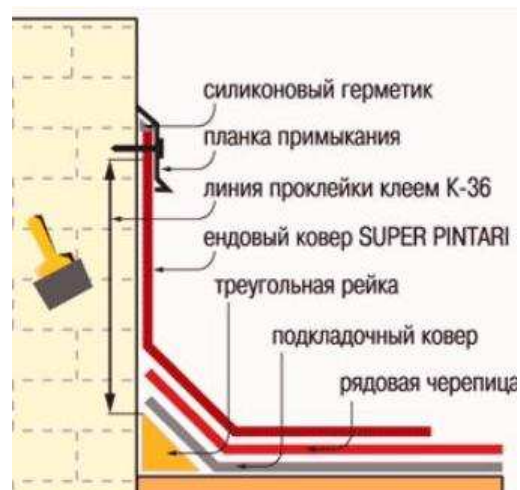 силиконовый герметик
планка примыкания
линия проклейки клеем К-36
ендовый ковер SUPER PINTARI
треугольная рейка
подкладочный ковер
рядовая черепица